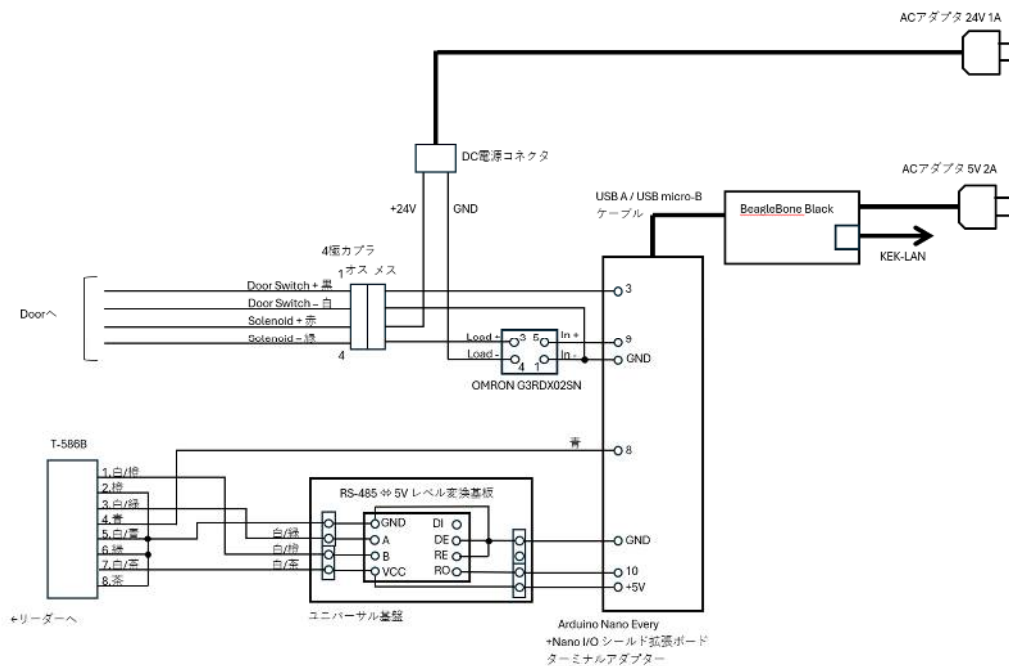 ACアダプタ 24V 1A
DC電源コネクタ
ACアダプタ 5V 2A
USB A / USB micro-B
ケーブル
BeagleBone Black
KEK-LAN
+24V
GND
4極カプラ
1 オス メス
Door Switch + 黒
Door Switch – 白
Solenoid + 赤
Solenoid – 緑
4
Doorへ
3
Load +
3 5
In +
9
Load -
4 1
In -
GND
OMRON G3RDX02SN
青
8
T-586B
1.白/橙
2.橙
3.白/緑
4.青
5.白/青
6.緑
7.白/茶
8.茶
←リーダーへ
RS-485 ⇔ 5V レベル変換基板
GND
DI
白/緑
A
DE
GND
白/橙
B
RE
白/茶
VCC
RO
10
+5V
ユニバーサル基盤
Arduino Nano Every
+Nano I/O シールド拡張ボード
ターミナルアダプター